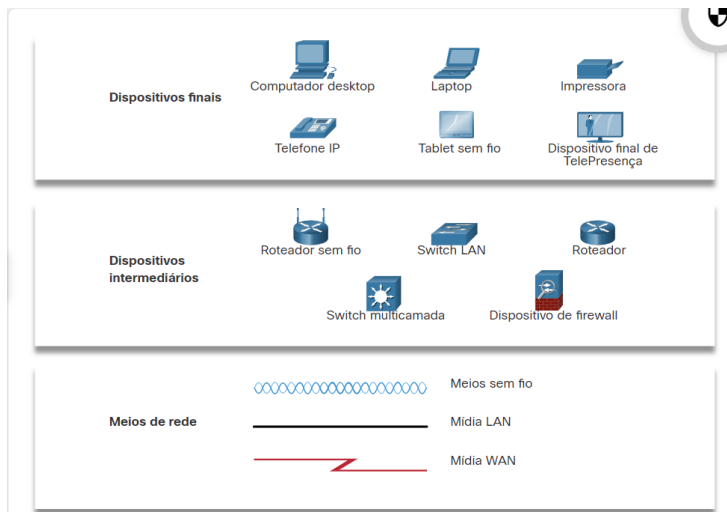 Dispositivos finais
Computador desktop
Laptop
Impressora
Telefone IP
Tablet sem fio
Dispositivo final de
TelePresença
Dispositivos
intermediários
Roteador sem fio
Switch LAN
Roteador
Switch multicamada
Dispositivo de firewall
Meios de rede
Meios sem fio
Mídia LAN
Mídia WAN